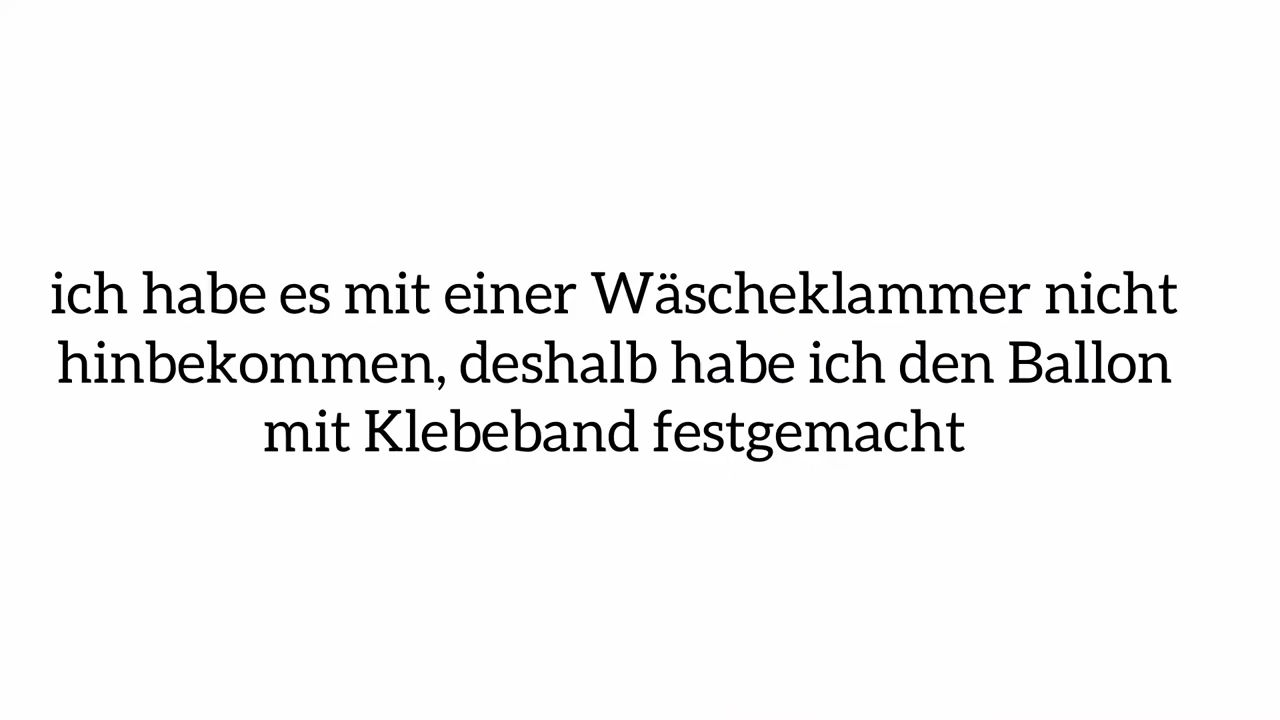 ich habe es mit einer Wäscheklammer nicht
hinbekommen, deshalb habe ich den Ballon
mit Klebeband festgemacht